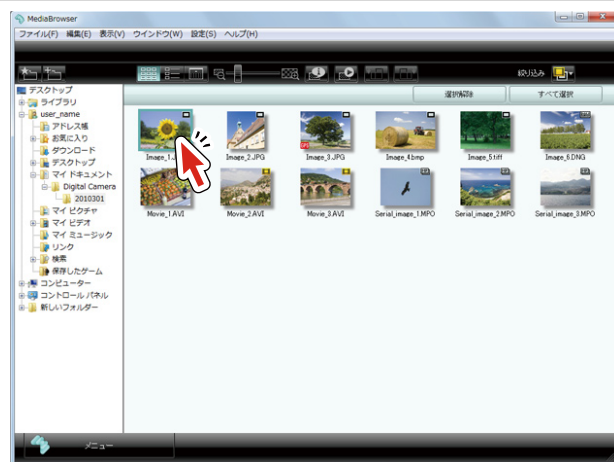 MediaBrowser
ファイル(F) 編集(E) 表示(V) ウインドウ(W) 設定(S) ヘルプ(H)
絞り込み
デスクトップ
選択解除 すべて選択
ライブラリ
user_name
アドレス帳
お気に入り
ダウンロード
デスクトップ
マイ ドキュメント
Digital Camera
2010301
マイ ピクチャ
マイ ビデオ
マイ ミュージック
リンク
検索
保存したゲーム
コンピューター
コントロール パネル
新しいフォルダー
Image_1.J Image_2.JPG Image_3.JPG Image_4.bmp Image_5.tiff Image_6.DNG
Movie_1.AVI Movie_2.AVI Movie_3.AVI Serial_image_1.MPO Serial_image_2.MPO Serial_image_3.MPO
メニュー